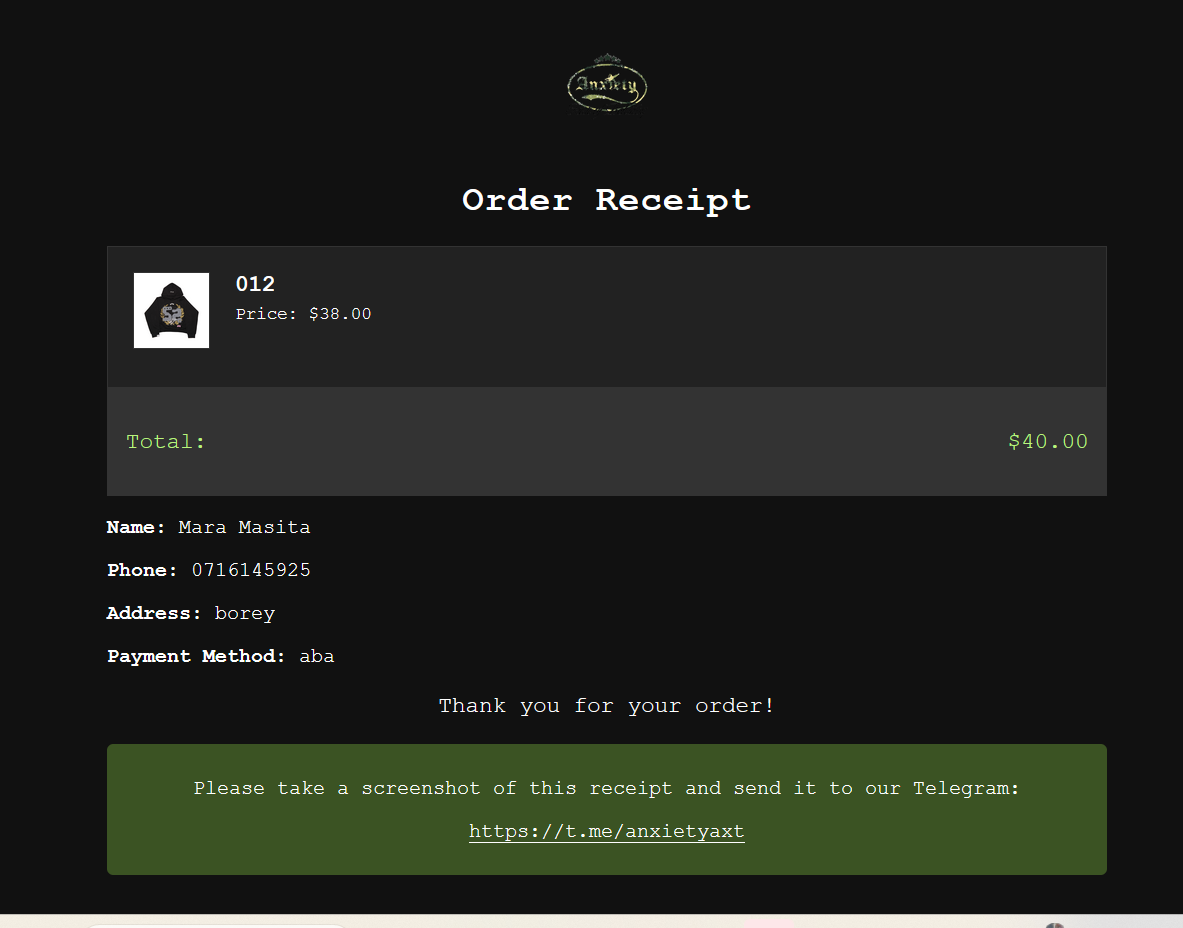 Anxiety
Order Receipt
012
Price: $38.00
Total: $40.00
Name: Mara Masita
Phone: 0716145925
Address: borey
Payment Method: aba
Thank you for your order!
Please take a screenshot of this receipt and send it to our Telegram:
https://t.me/anxietyaxt